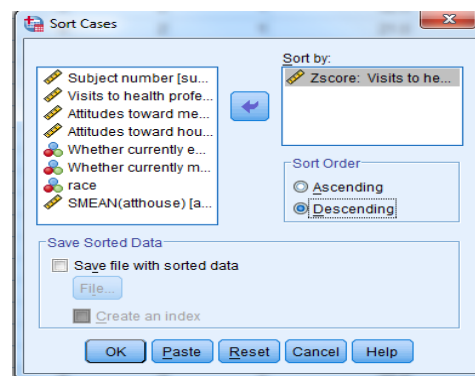 Sort Cases
Subject number [su...
Visits to health profe...
Attitudes toward me...
Attitudes toward hou...
Whether currently e...
Whether currently m...
race
SMEAN(atthouse) [a...
Sort by:
Zscore: Visits to he...
Sort Order
Ascending
Descending
Save Sorted Data
Save file with sorted data
File...
Create an index
OK Paste Reset Cancel Help